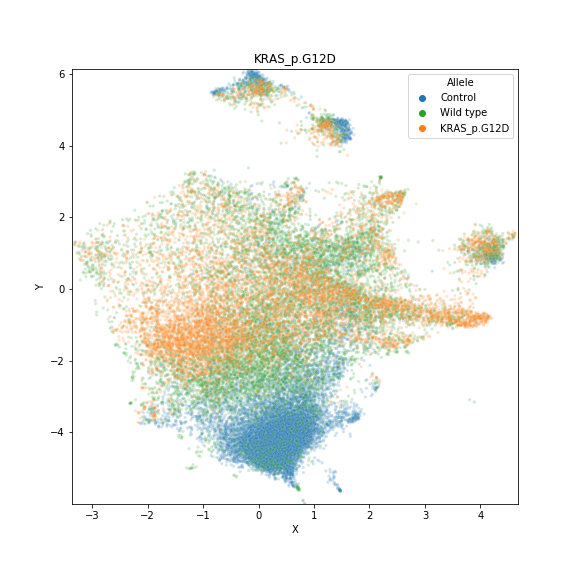 KRAS_p.G12D
Allele
Control
Wild type
KRAS_p.G12D
6
4
2
0
−2
−4
Y
−3
−2
−1
0
1
2
3
4
X